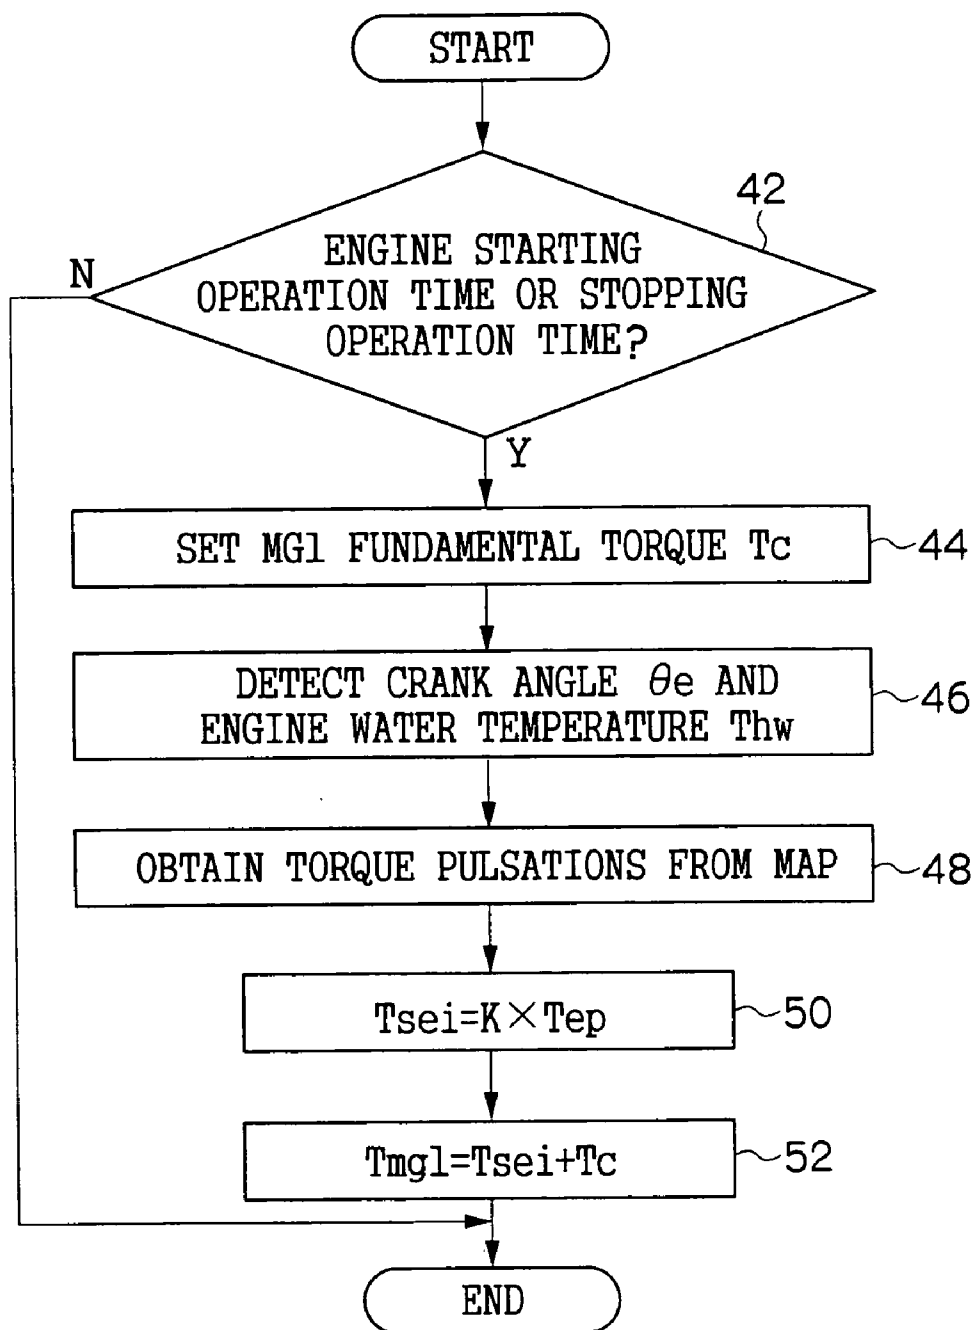 START
42
ENGINE STARTING
OPERATION TIME OR STOPPING
OPERATION TIME?
N
Y
SET MG1 FUNDAMENTAL TORQUE Tc
44
DETECT CRANK ANGLE θe AND
ENGINE WATER TEMPERATURE Thw
46
OBTAIN TORQUE PULSATIONS FROM MAP
48
Tsei=K×Tep
50
Tmg1=Tsei+Tc
52
END